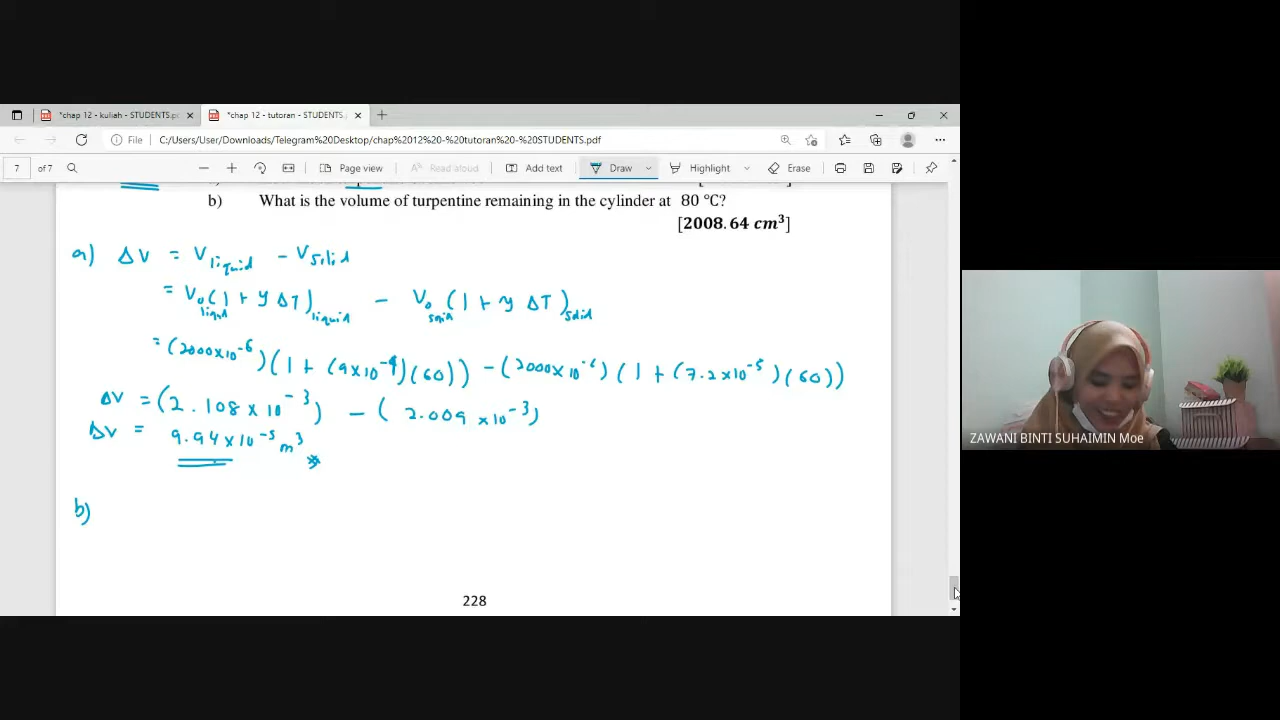 *chap 12 - kuliah - STUDENTS.pd
*chap 12 - tutoran - STUDENTS.
File C:/Users/User/Downloads/Telegram%20Desktop/chap%2012%20-%20tutoran%20-%20STUDENTS.pdf
7 of 7 Page view Read aloud Add text Draw Highlight Erase
b) What is the volume of turpentine remaining in the cylinder at 80 °C?
[2008.64 cm³]
a) ΔV = V liquid - V solid
= V₀ liquid (1 + γ ΔT) liquid - V₀ solid (1 + γ ΔT) solid
= (2000×10⁻⁶)(1 + (9×10⁻⁴)(60)) - (2000×10⁻⁶)(1 + (7.2×10⁻⁵)(60))
ΔV = (2.108×10⁻³) - (2.009×10⁻³)
ΔV = 9.94×10⁻⁵ m³
b)
228
ZAWANI BINTI SUHAIMIN Moe